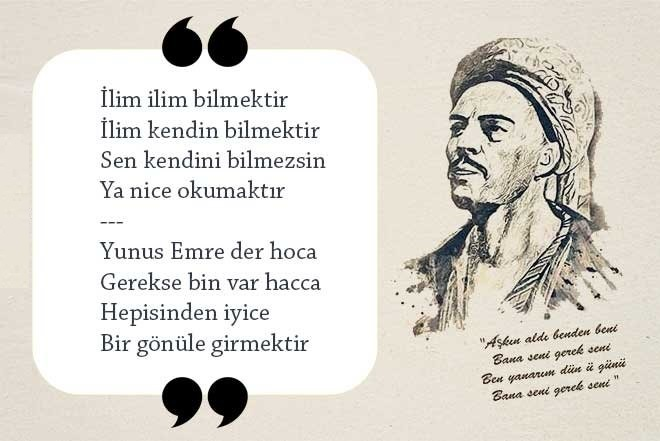 İlim ilim bilmektir
İlim kendin bilmektir
Sen kendini bilmezsin
Ya nice okumaktır
---
Yunus Emre der hoca
Gerekse bin var hacca
Hepisinden iyice
Bir gönüle girmektir
"Aşkın aldı benden beni
Bana seni gerek seni
Ben yanarım dün ü günü
Bana seni gerek seni"